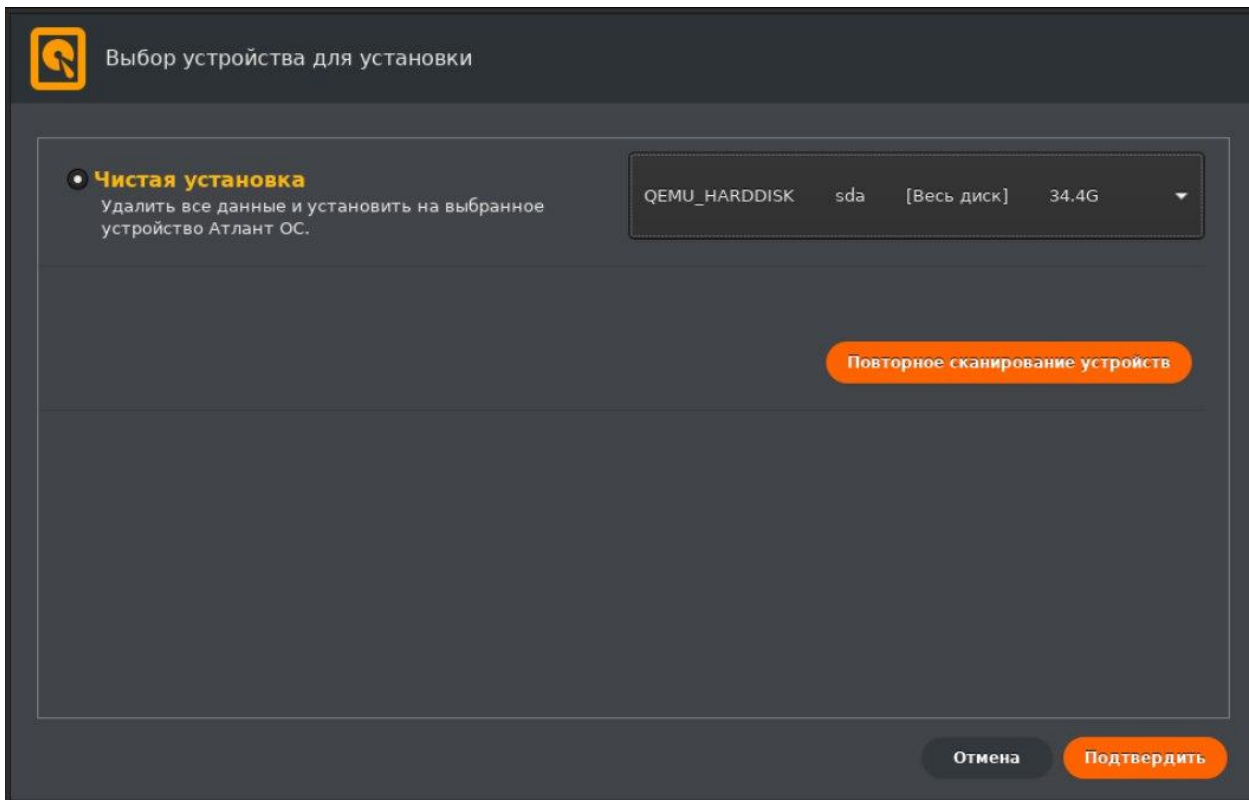 Выбор устройства для установки
Чистая установка
Удалить все данные и установить на выбранное
устройство Атлант ОС.
QEMU_HARDDISK sda [Весь диск] 34.4G
Повторное сканирование устройств
Отмена Подтвердить